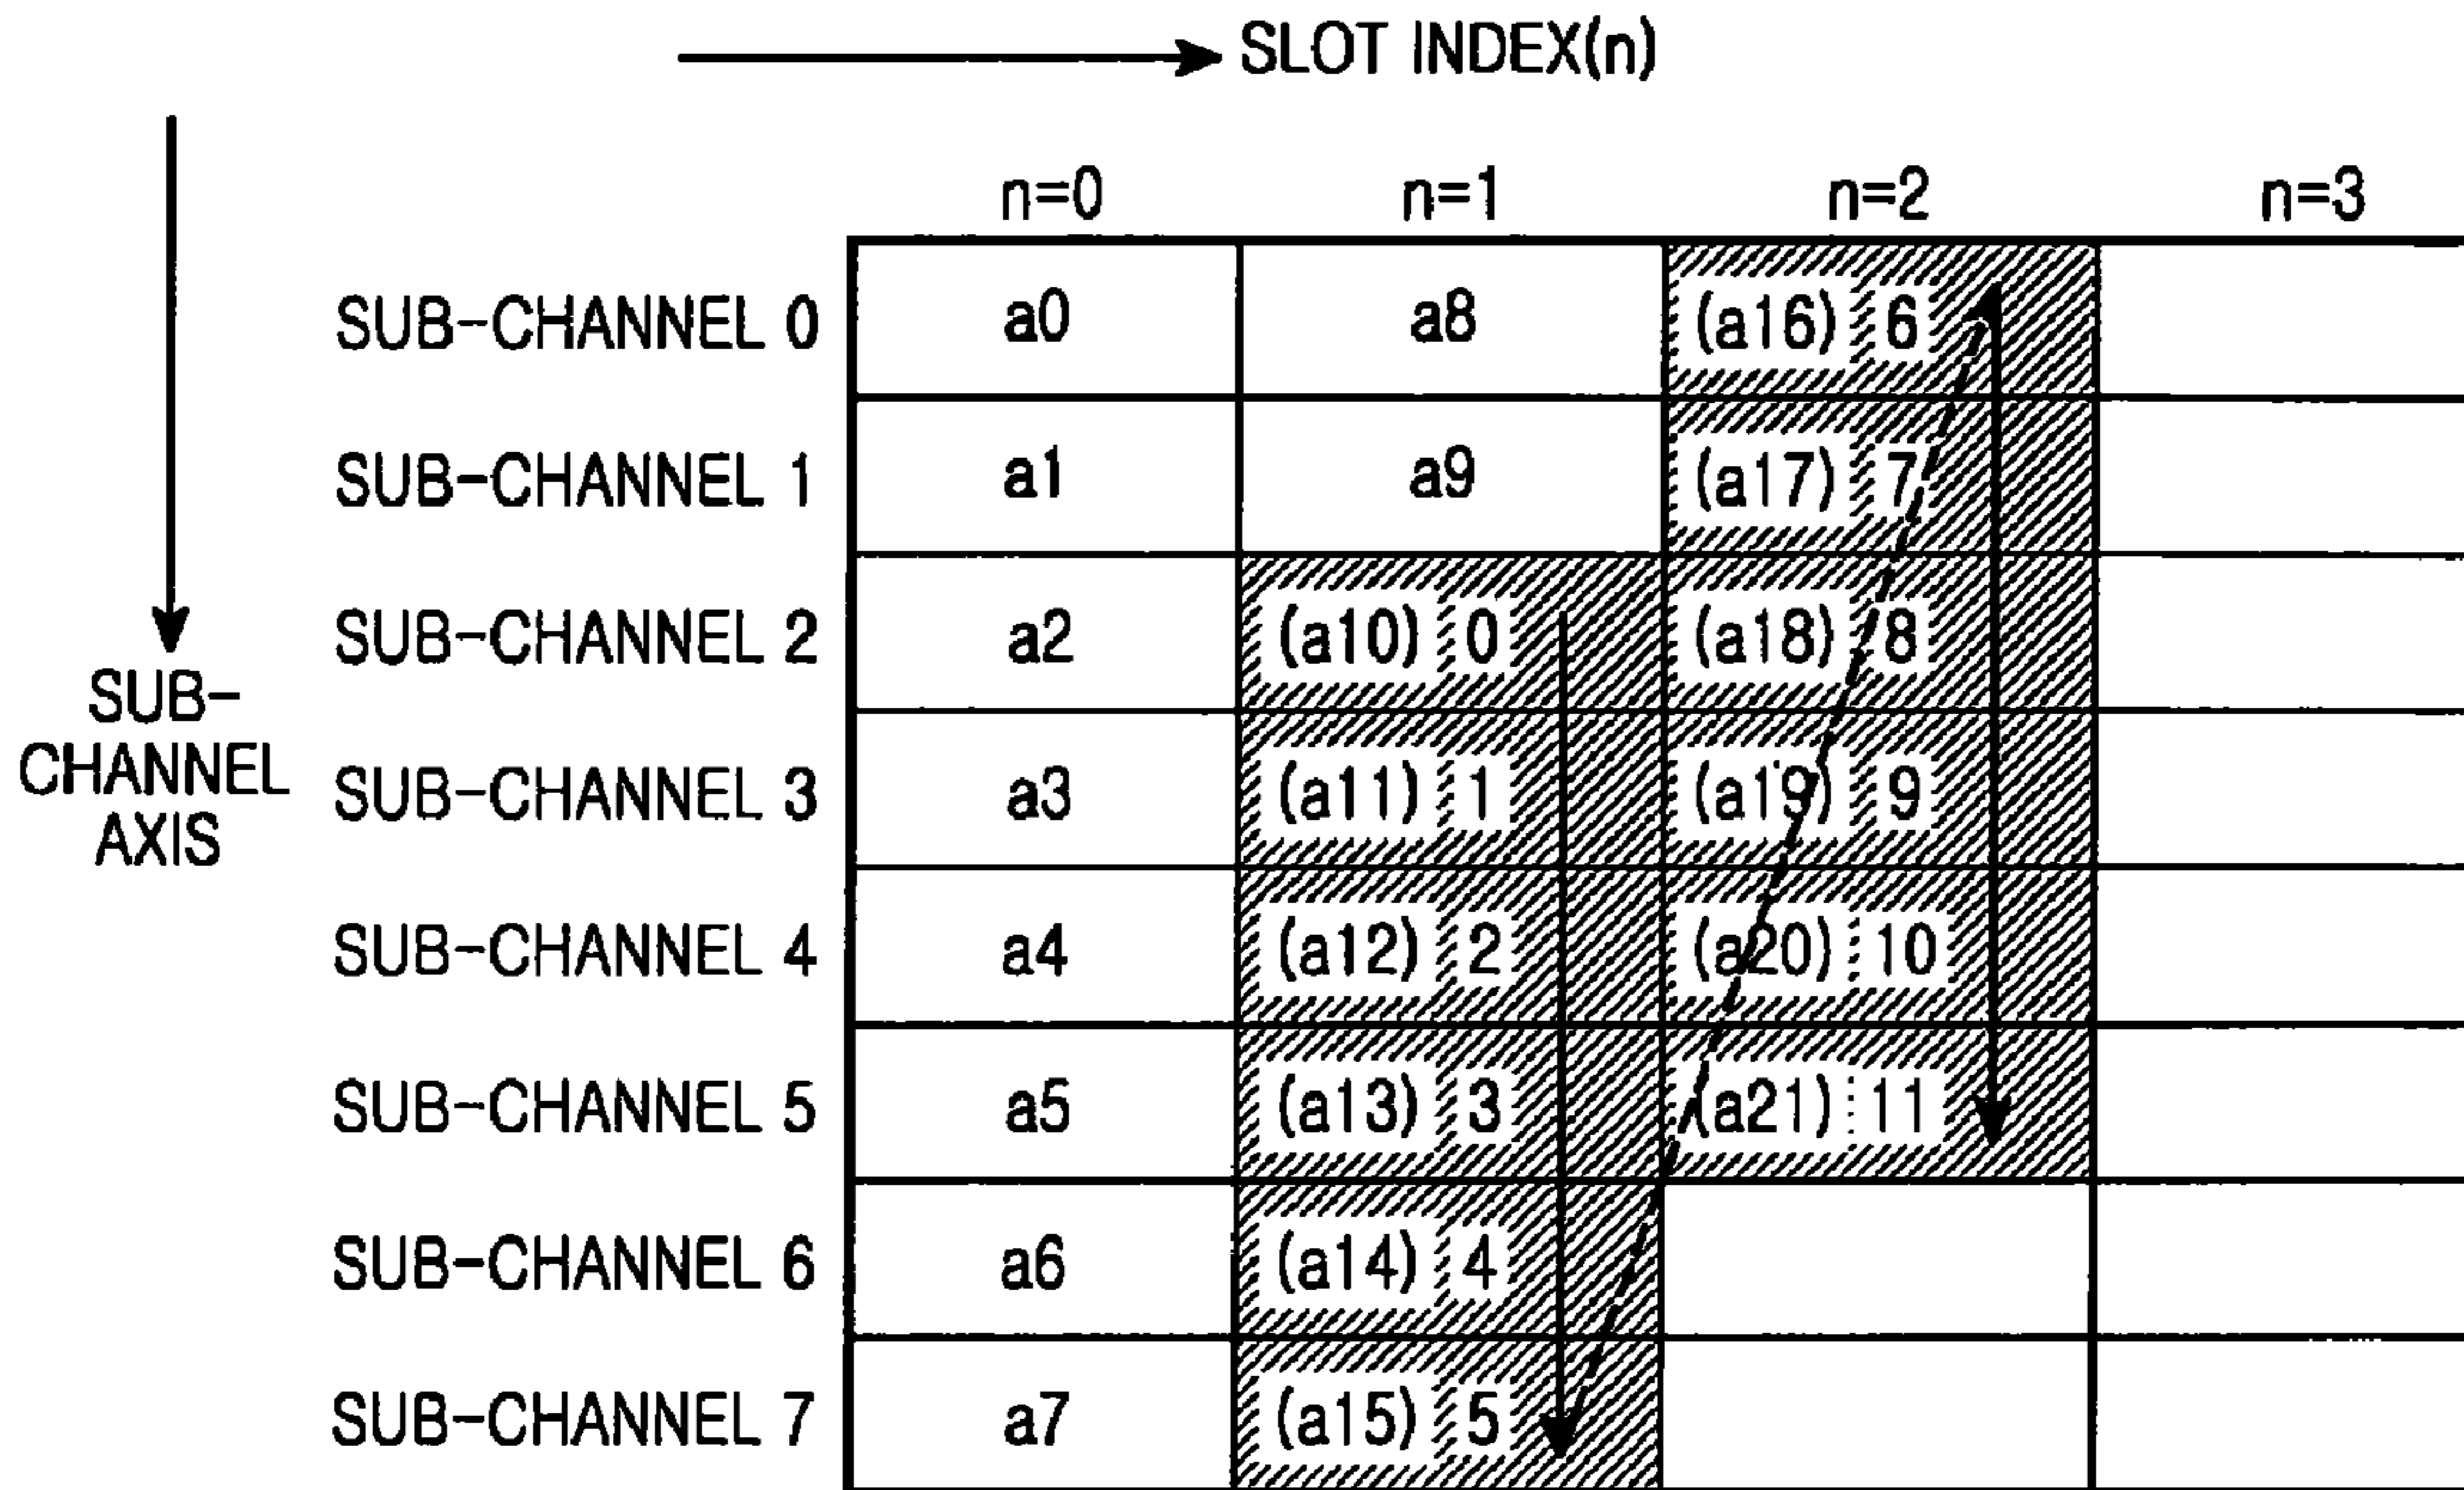 SLOT INDEX(n)
n=0 n=1 n=2 n=3
SUB-CHANNEL 0 a0 a8 (a16) 6
SUB-CHANNEL 1 a1 a9 (a17) 7
SUB-CHANNEL 2 a2 (a10) 0 (a18) 8
SUB-CHANNEL 3 a3 (a11) 1 (a19) 9
SUB-CHANNEL 4 a4 (a12) 2 (a20) 10
SUB-CHANNEL 5 a5 (a13) 3 (a21) 11
SUB-CHANNEL 6 a6 (a14) 4
SUB-CHANNEL 7 a7 (a15) 5
SUB-
CHANNEL
AXIS